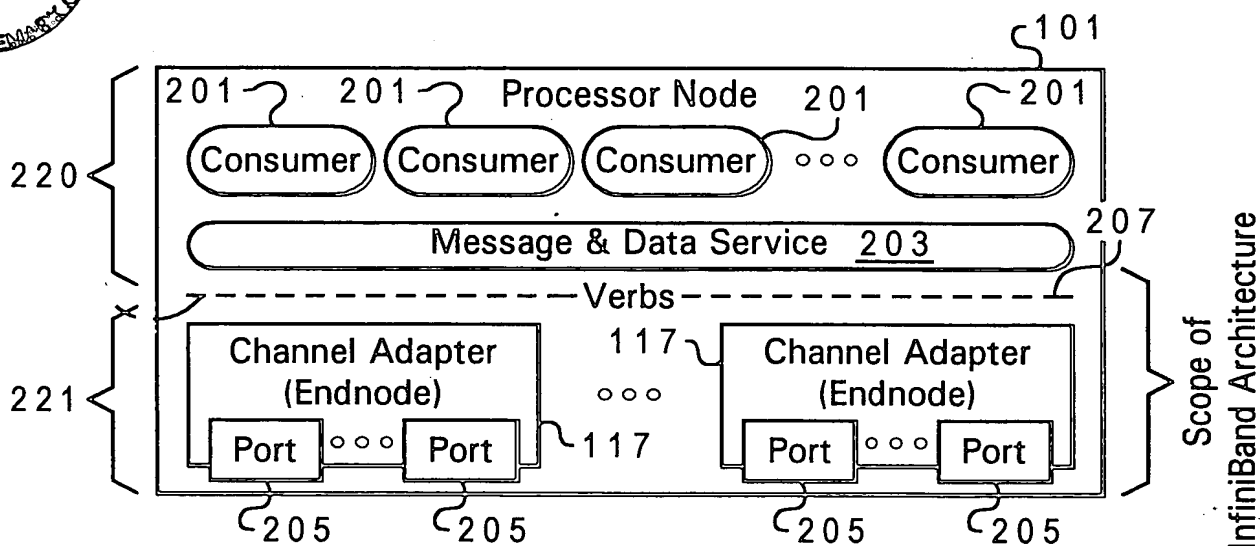 101
201 201 Processor Node 201 201
Consumer Consumer Consumer Consumer
220
Message & Data Service 203
207
Verbs
x
Channel Adapter (Endnode)
117
Channel Adapter (Endnode)
221
117
Port Port Port Port
205 205 205 205
Scope of
InfiniBand Architecture